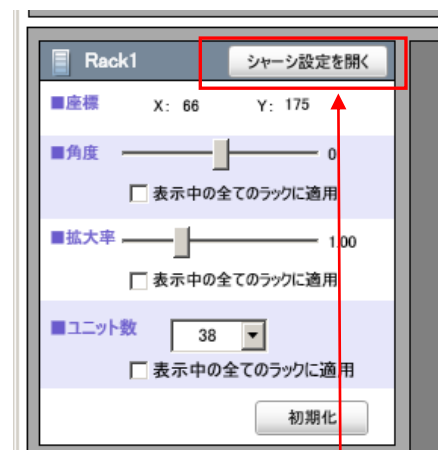 Rack1 シャーシ設定を開く
■座標 X: 66 Y: 175
■角度 0
表示中の全てのラックに適用
■拡大率 1.00
表示中の全てのラックに適用
■ユニット数 38
表示中の全てのラックに適用
初期化